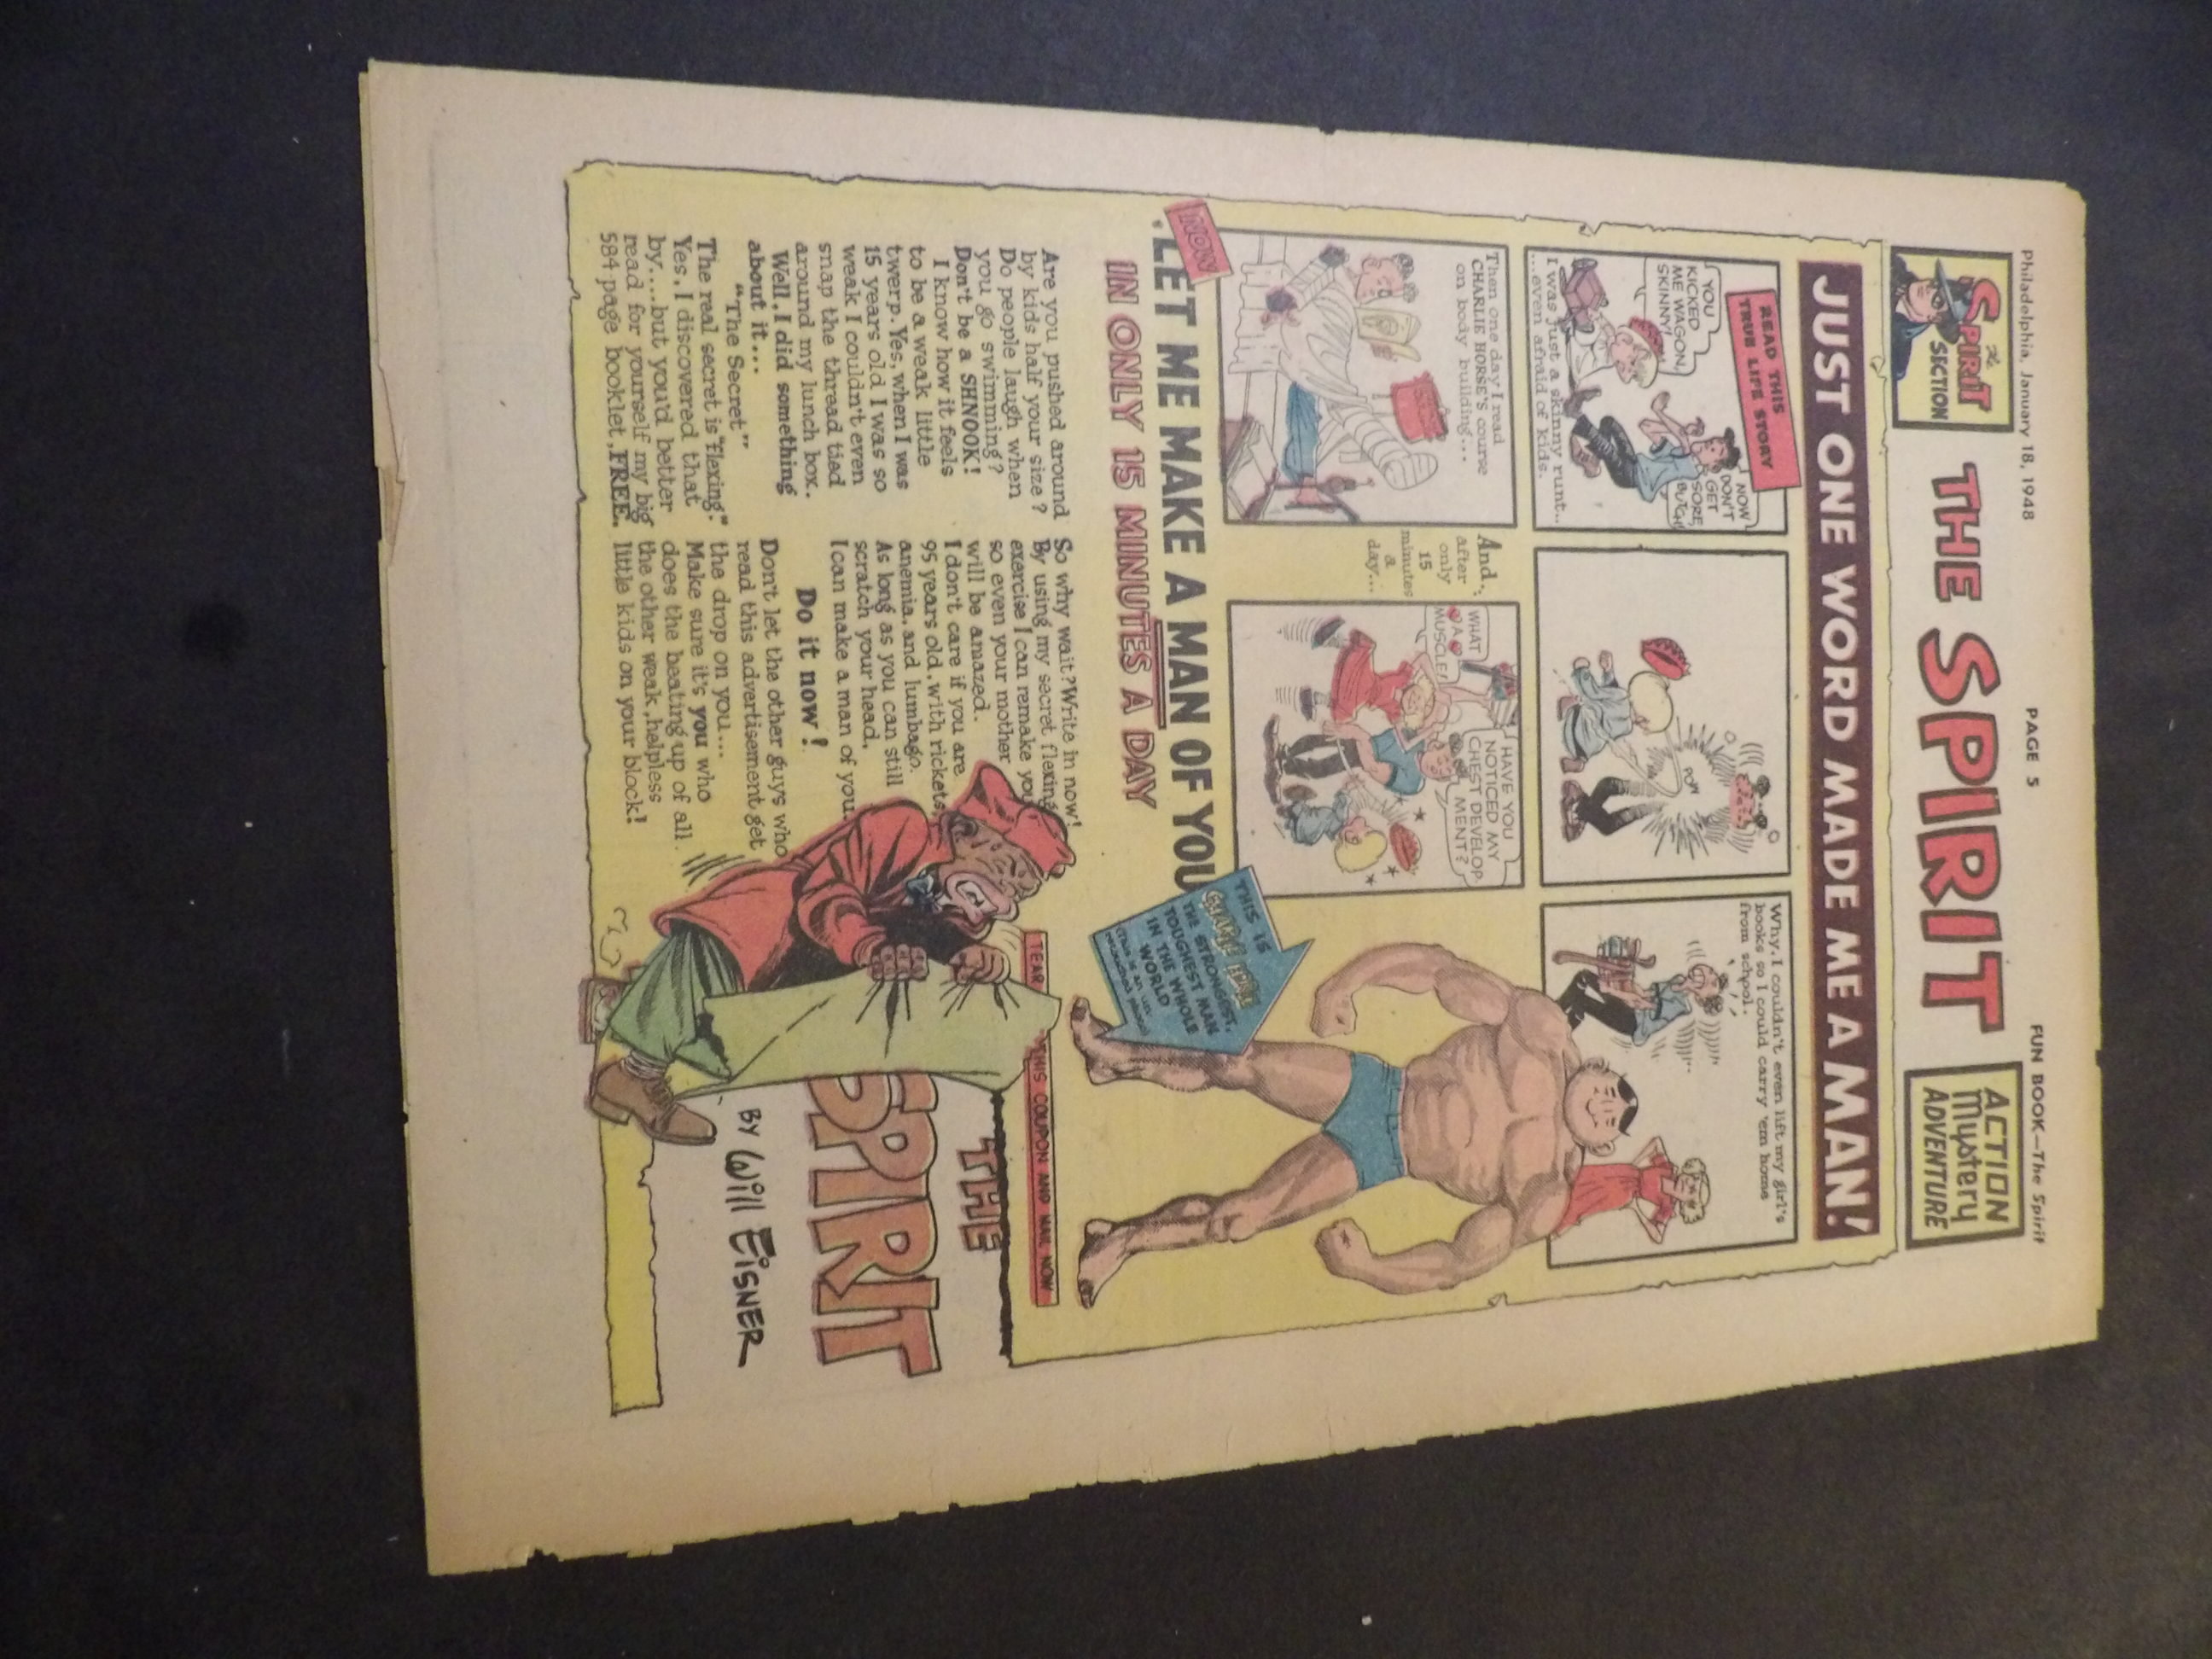 Philadelphia, January 18, 1948
PAGE 5
FUN BOOK—The Spirit
The
SPIRIT
SECTION
THE SPIRIT
ACTION
Mystery
ADVENTURE
JUST ONE WORD MADE ME A MAN!
READ THIS
TRUE LIFE STORY
YOU
KICKED
ME WAGON,
SKINNY!
NOW
DON'T
GET
SORE,
BUTCH!
I was just a skinny runt...
...even afraid of kids.
POW
Why, I couldn't even lift my girl's
books so I could carry 'em home
from school.
Then one day I read
CHARLIE HORSE'S course
on body building...
And,
after
only
15
minutes
a
day...
WHAT
A
MUSCLE!
HAVE YOU
NOTICED MY
CHEST DEVELOP-
MENT?
NOW
LET ME MAKE A MAN OF YOU
IN ONLY 15 MINUTES A DAY
THIS IS
THE STRONGEST,
TOUGHEST MAN
IN THE WHOLE
WORLD
Are you pushed around
by kids half your size?
Do people laugh when
you go swimming?
Don't be a SHNOOK!
I know how it feels
to be a weak little
twerp. Yes, when I was
15 years old I was so
weak I couldn't even
snap the thread tied
around my lunch box.
Well, I did something
about it...
"The Secret"
The real secret is "flexing."
Yes, I discovered that
by....but you'd better
read for yourself my big
584 page booklet, FREE.
So why wait? Write in now!
By using my secret flexing
exercise I can remake you
so even your mother
will be amazed.
I don't care if you are
95 years old, with rickets,
anemia, and lumbago.
As long as you can still
scratch your head,
I can make a man of you.
Do it now!
Don't let the other guys who
read this advertisement get
the drop on you...
Make sure it's you who
does the beating up of all
the other weak, helpless
little kids on your block!
TEAR THIS COUPON AND MAIL NOW
THE
SPIRIT
BY Will EISNER